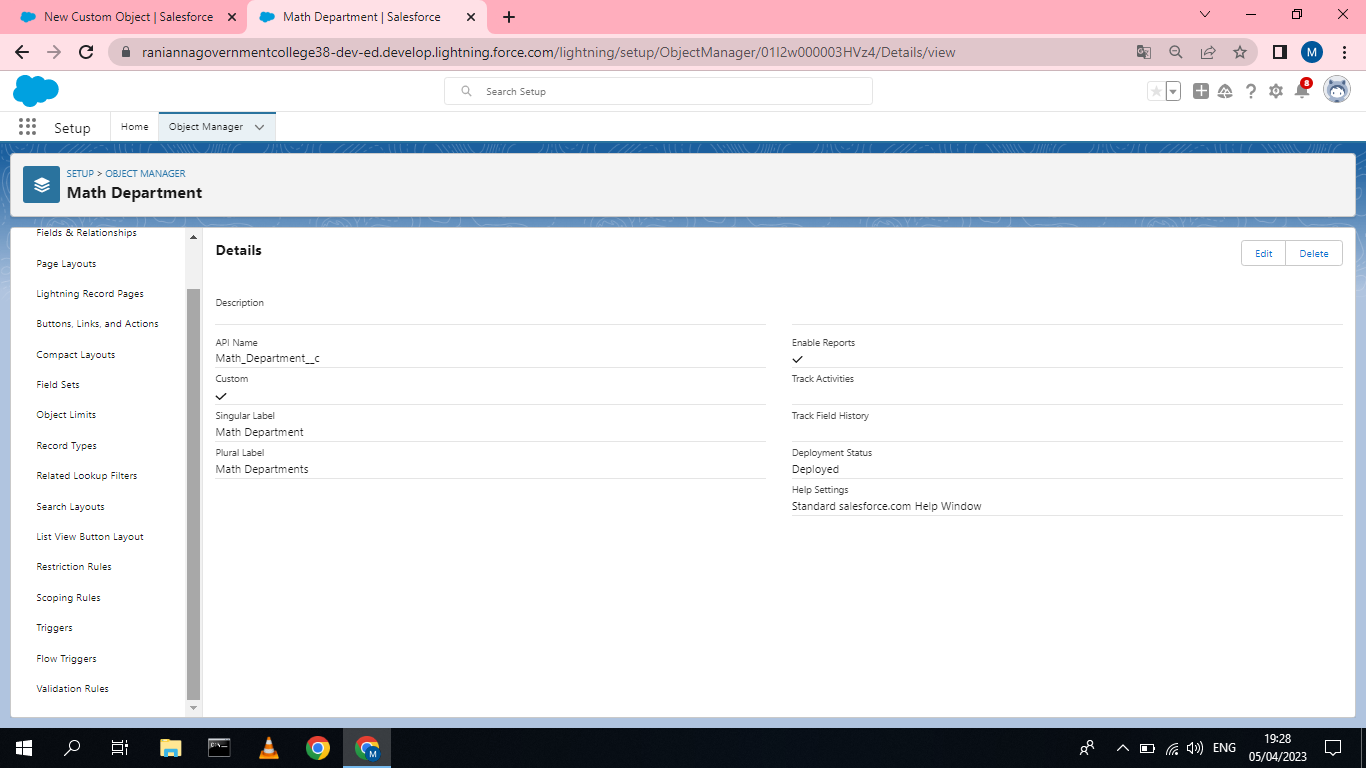 New Custom Object | Salesforce
Math Department | Salesforce
raniannagovernmentcollege38-dev-ed.develop.lightning.force.com/lightning/setup/ObjectManager/01I2w000003HVz4/Details/view
M
Search Setup
8
Setup
Home
Object Manager
SETUP > OBJECT MANAGER
Math Department
Fields & Relationships
Page Layouts
Lightning Record Pages
Buttons, Links, and Actions
Compact Layouts
Field Sets
Object Limits
Record Types
Related Lookup Filters
Search Layouts
List View Button Layout
Restriction Rules
Scoping Rules
Triggers
Flow Triggers
Validation Rules
Details
Edit
Delete
Description
API Name
Math_Department__c
Custom
Singular Label
Math Department
Plural Label
Math Departments
Enable Reports
Track Activities
Track Field History
Deployment Status
Deployed
Help Settings
Standard salesforce.com Help Window
M
ENG
19:28
05/04/2023